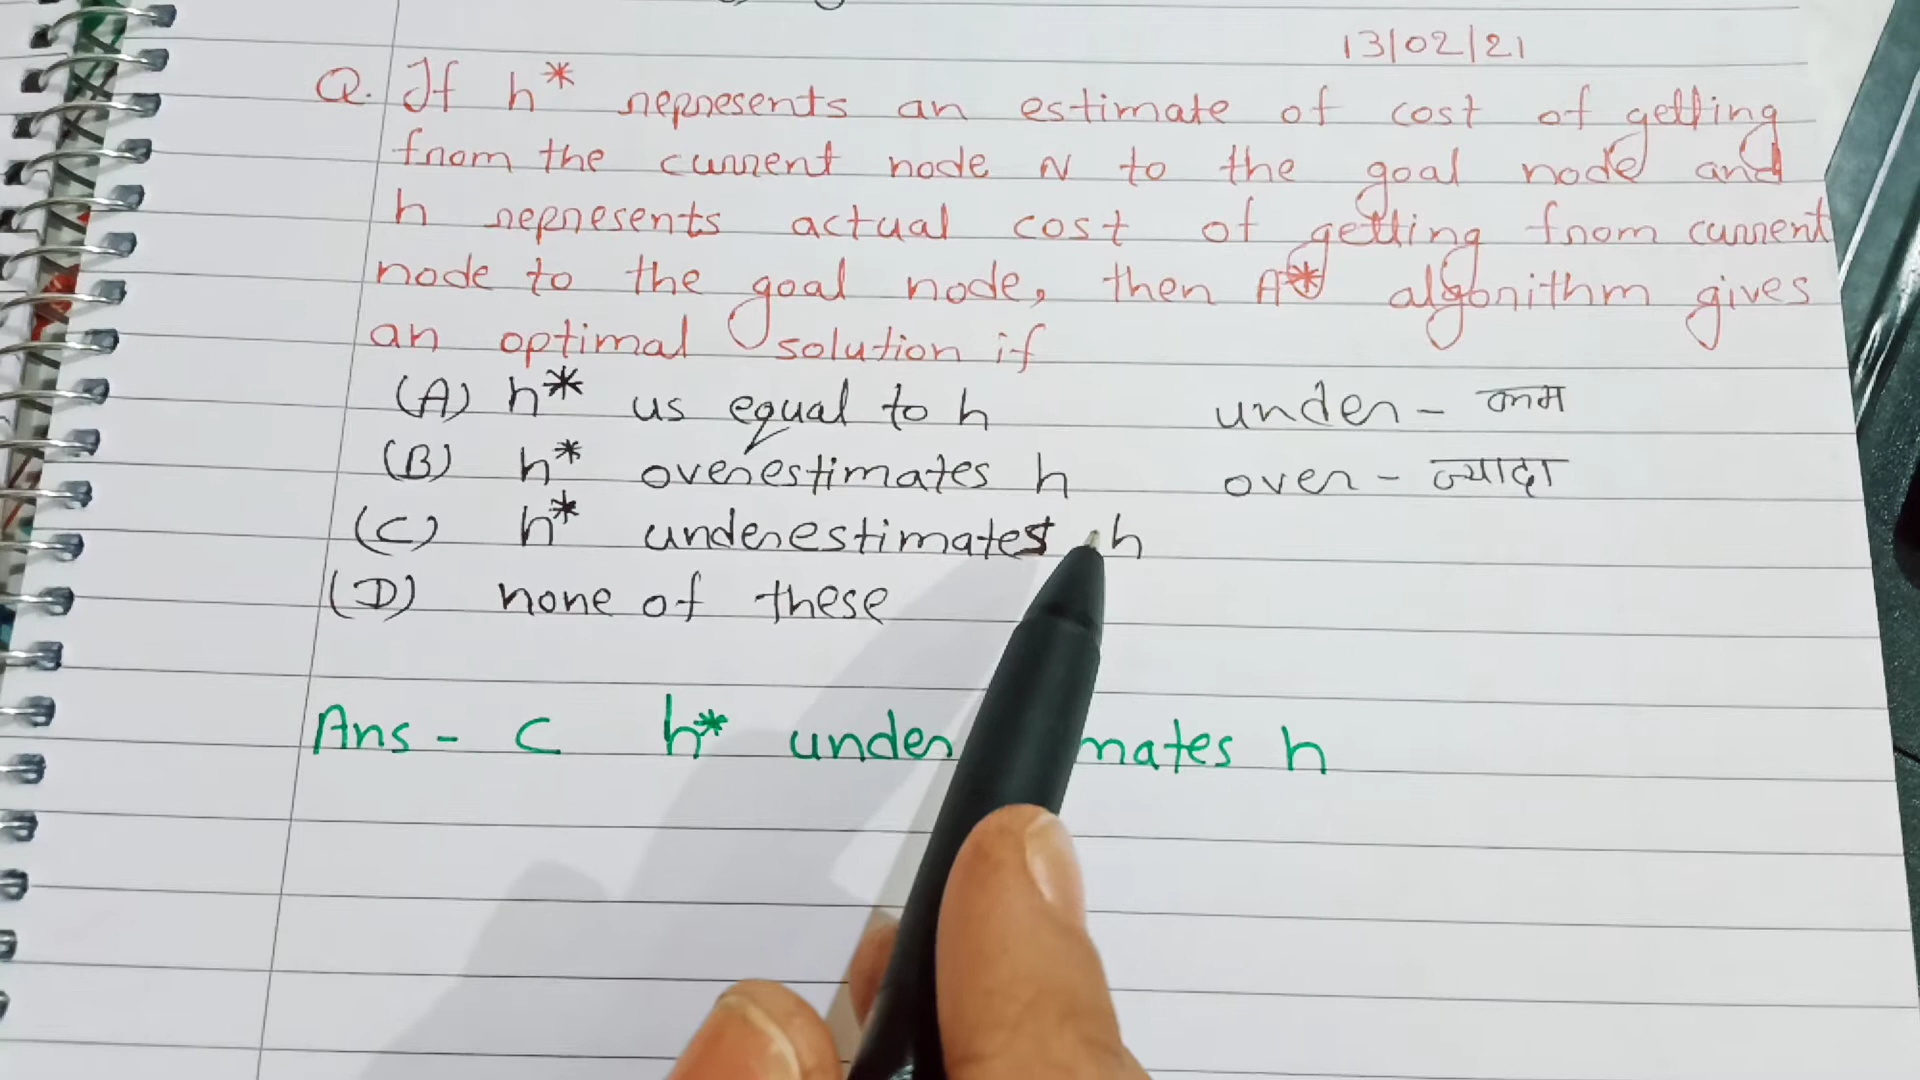 13/02/21
Q. If h* represents an estimate of cost of getting
from the current node N to the goal node and
h represents actual cost of getting from current
node to the goal node, then A* algorithm gives
an optimal solution if
(A) h* us equal to h under - कम
(B) h* overestimates h over - ज्यादा
(C) h* underestimates h
(D) none of these
Ans - C h* under mates h